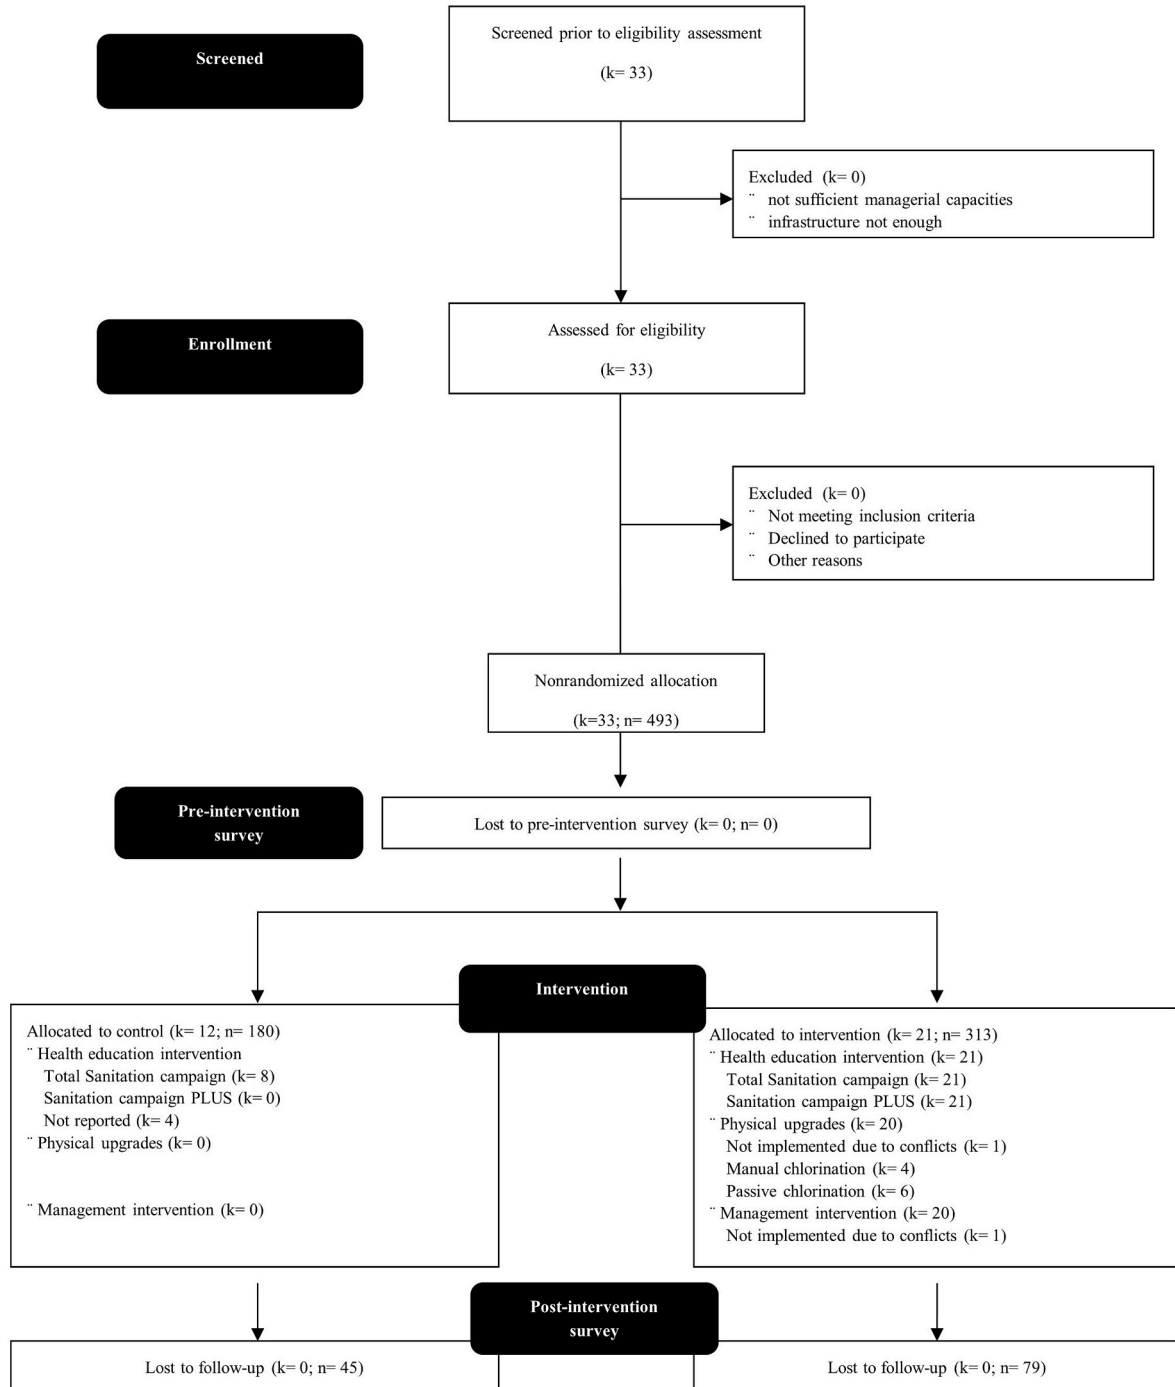 Screened
Screened prior to eligibility assessment
(k= 33)
Excluded (k= 0)
¨ not sufficient managerial capacities
¨ infrastructure not enough
Enrollment
Assessed for eligibility
(k= 33)
Excluded (k= 0)
¨ Not meeting inclusion criteria
¨ Declined to participate
¨ Other reasons
Nonrandomized allocation
(k=33; n= 493)
Pre-intervention
survey
Lost to pre-intervention survey (k= 0; n= 0)
Intervention
Allocated to control (k= 12; n= 180)
¨ Health education intervention
Total Sanitation campaign (k= 8)
Sanitation campaign PLUS (k= 0)
Not reported (k= 4)
¨ Physical upgrades (k= 0)
¨ Management intervention (k= 0)
Allocated to intervention (k= 21; n= 313)
¨ Health education intervention (k= 21)
Total Sanitation campaign (k= 21)
Sanitation campaign PLUS (k= 21)
¨ Physical upgrades (k= 20)
Not implemented due to conflicts (k= 1)
Manual chlorination (k= 4)
Passive chlorination (k= 6)
¨ Management intervention (k= 20)
Not implemented due to conflicts (k= 1)
Post-intervention
survey
Lost to follow-up (k= 0; n= 45)
Lost to follow-up (k= 0; n= 79)